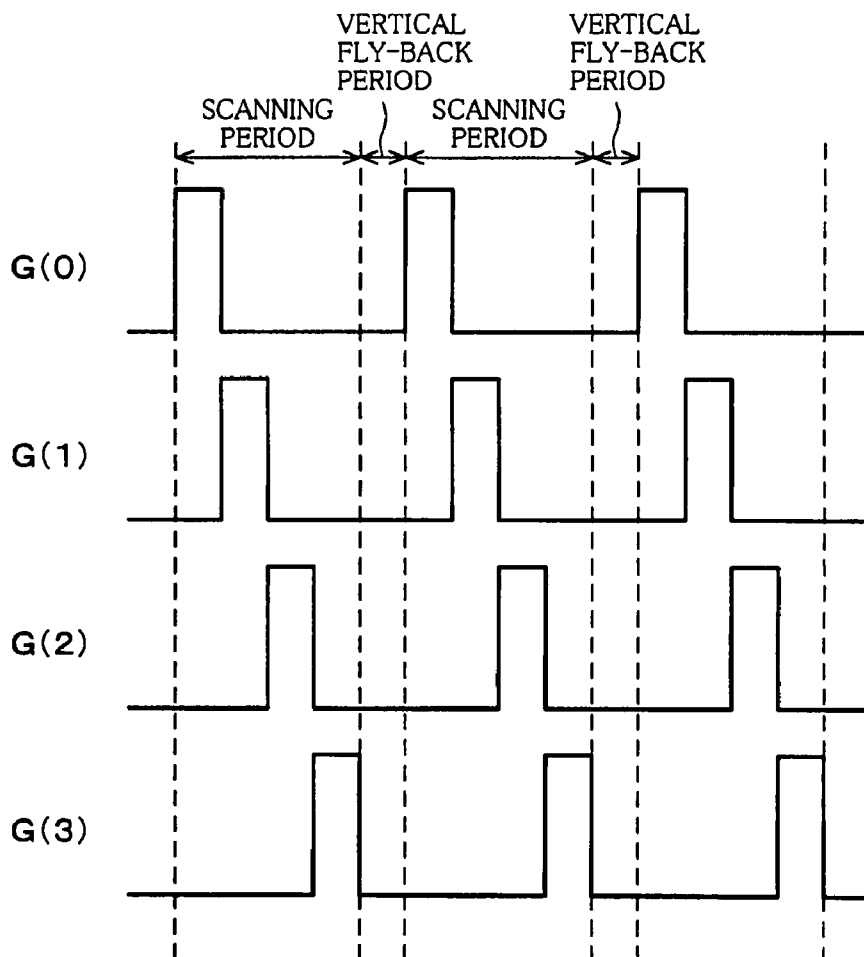 VERTICAL
FLY-BACK
PERIOD
VERTICAL
FLY-BACK
PERIOD
SCANNING
PERIOD
SCANNING
PERIOD
G(0)
G(1)
G(2)
G(3)